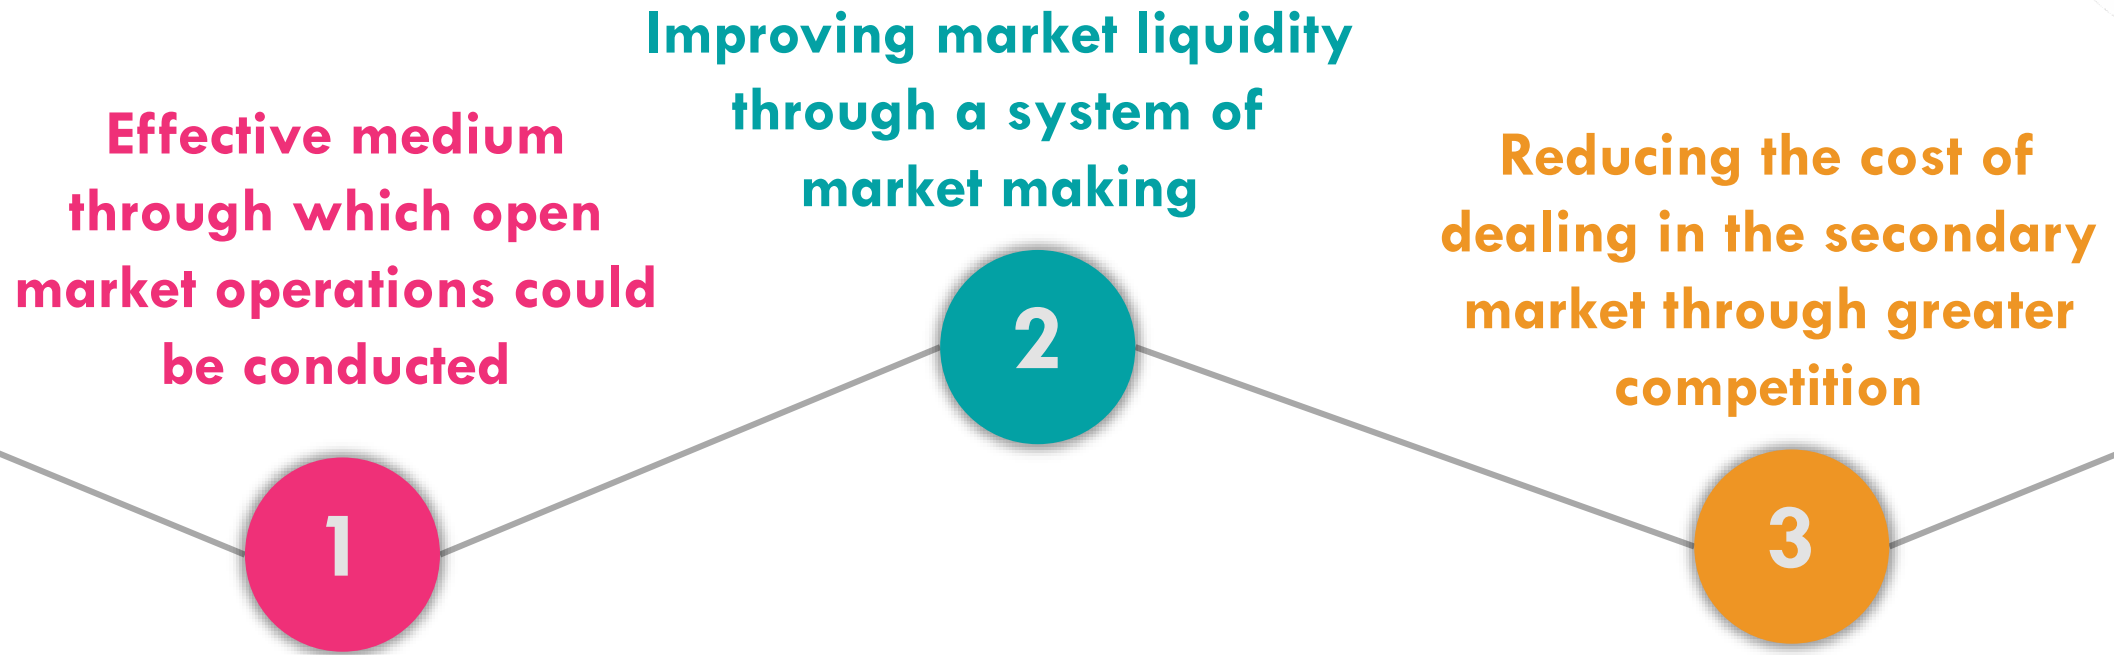 Effective medium
through which open
market operations could
be conducted
1
Improving market liquidity
through a system of
market making
2
Reducing the cost of
dealing in the secondary
market through greater
competition
3